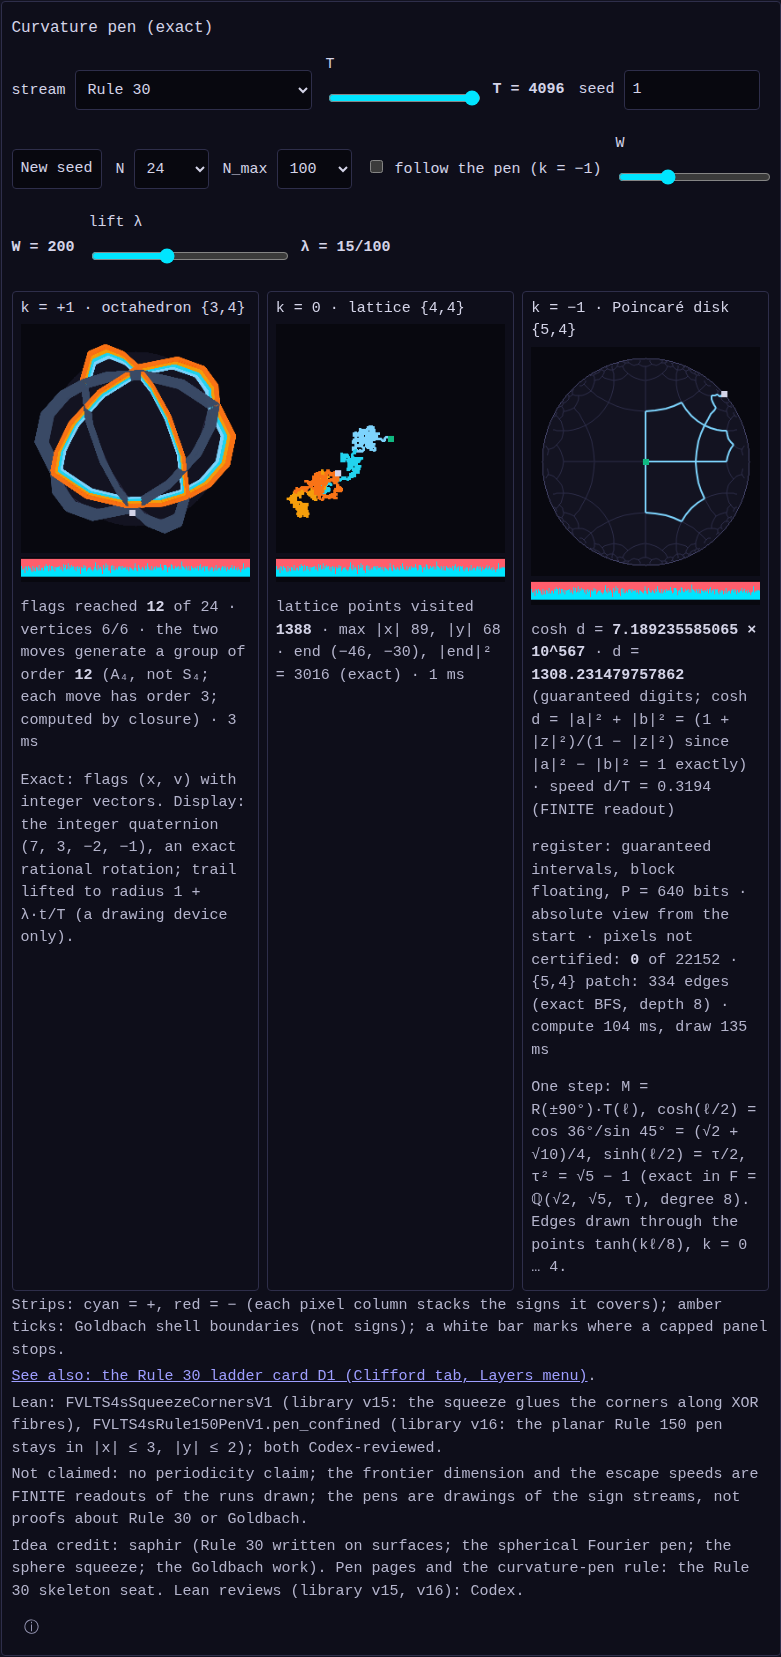 Curvature pen (exact)
T
stream Rule 30 T = 4096 seed 1
W
New seed N 24 N_max 100 follow the pen (k = −1)
lift λ
W = 200 λ = 15/100
k = +1 · octahedron {3,4}
flags reached 12 of 24 ·
vertices 6/6 · the two
moves generate a group of
order 12 (A₄, not S₄;
each move has order 3;
computed by closure) · 3
ms
Exact: flags (x, v) with
integer vectors. Display:
the integer quaternion
(7, 3, −2, −1), an exact
rational rotation; trail
lifted to radius 1 +
λ·t/T (a drawing device
only).
k = 0 · lattice {4,4}
lattice points visited
1388 · max |x| 89, |y| 68
· end (−46, −30), |end|²
= 3016 (exact) · 1 ms
k = −1 · Poincaré disk
{5,4}
cosh d = 7.189235585065 ×
10^567 · d =
1308.231479757862
(guaranteed digits; cosh
d = |a|² + |b|² = (1 +
|z|²)/(1 − |z|²) since
|a|² − |b|² = 1 exactly)
· speed d/T = 0.3194
(FINITE readout)
register: guaranteed
intervals, block
floating, P = 640 bits ·
absolute view from the
start · pixels not
certified: 0 of 22152 ·
{5,4} patch: 334 edges
(exact BFS, depth 8) ·
compute 104 ms, draw 135
ms
One step: M =
R(±90°)·T(ℓ), cosh(ℓ/2) =
cos 36°/sin 45° = (√2 +
√10)/4, sinh(ℓ/2) = τ/2,
τ² = √5 − 1 (exact in F =
ℚ(√2, √5, τ), degree 8).
Edges drawn through the
points tanh(kℓ/8), k = 0
… 4.
Strips: cyan = +, red = − (each pixel column stacks the signs it covers); amber
ticks: Goldbach shell boundaries (not signs); a white bar marks where a capped panel
stops.
See also: the Rule 30 ladder card D1 (Clifford tab, Layers menu).
Lean: FVLTS4sSqueezeCornersV1 (library v15: the squeeze glues the corners along XOR
fibres), FVLTS4sRule150PenV1.pen_confined (library v16: the planar Rule 150 pen
stays in |x| ≤ 3, |y| ≤ 2); both Codex-reviewed.
Not claimed: no periodicity claim; the frontier dimension and the escape speeds are
FINITE readouts of the runs drawn; the pens are drawings of the sign streams, not
proofs about Rule 30 or Goldbach.
Idea credit: saphir (Rule 30 written on surfaces; the spherical Fourier pen; the
sphere squeeze; the Goldbach work). Pen pages and the curvature-pen rule: the Rule
30 skeleton seat. Lean reviews (library v15, v16): Codex.
ⓘ